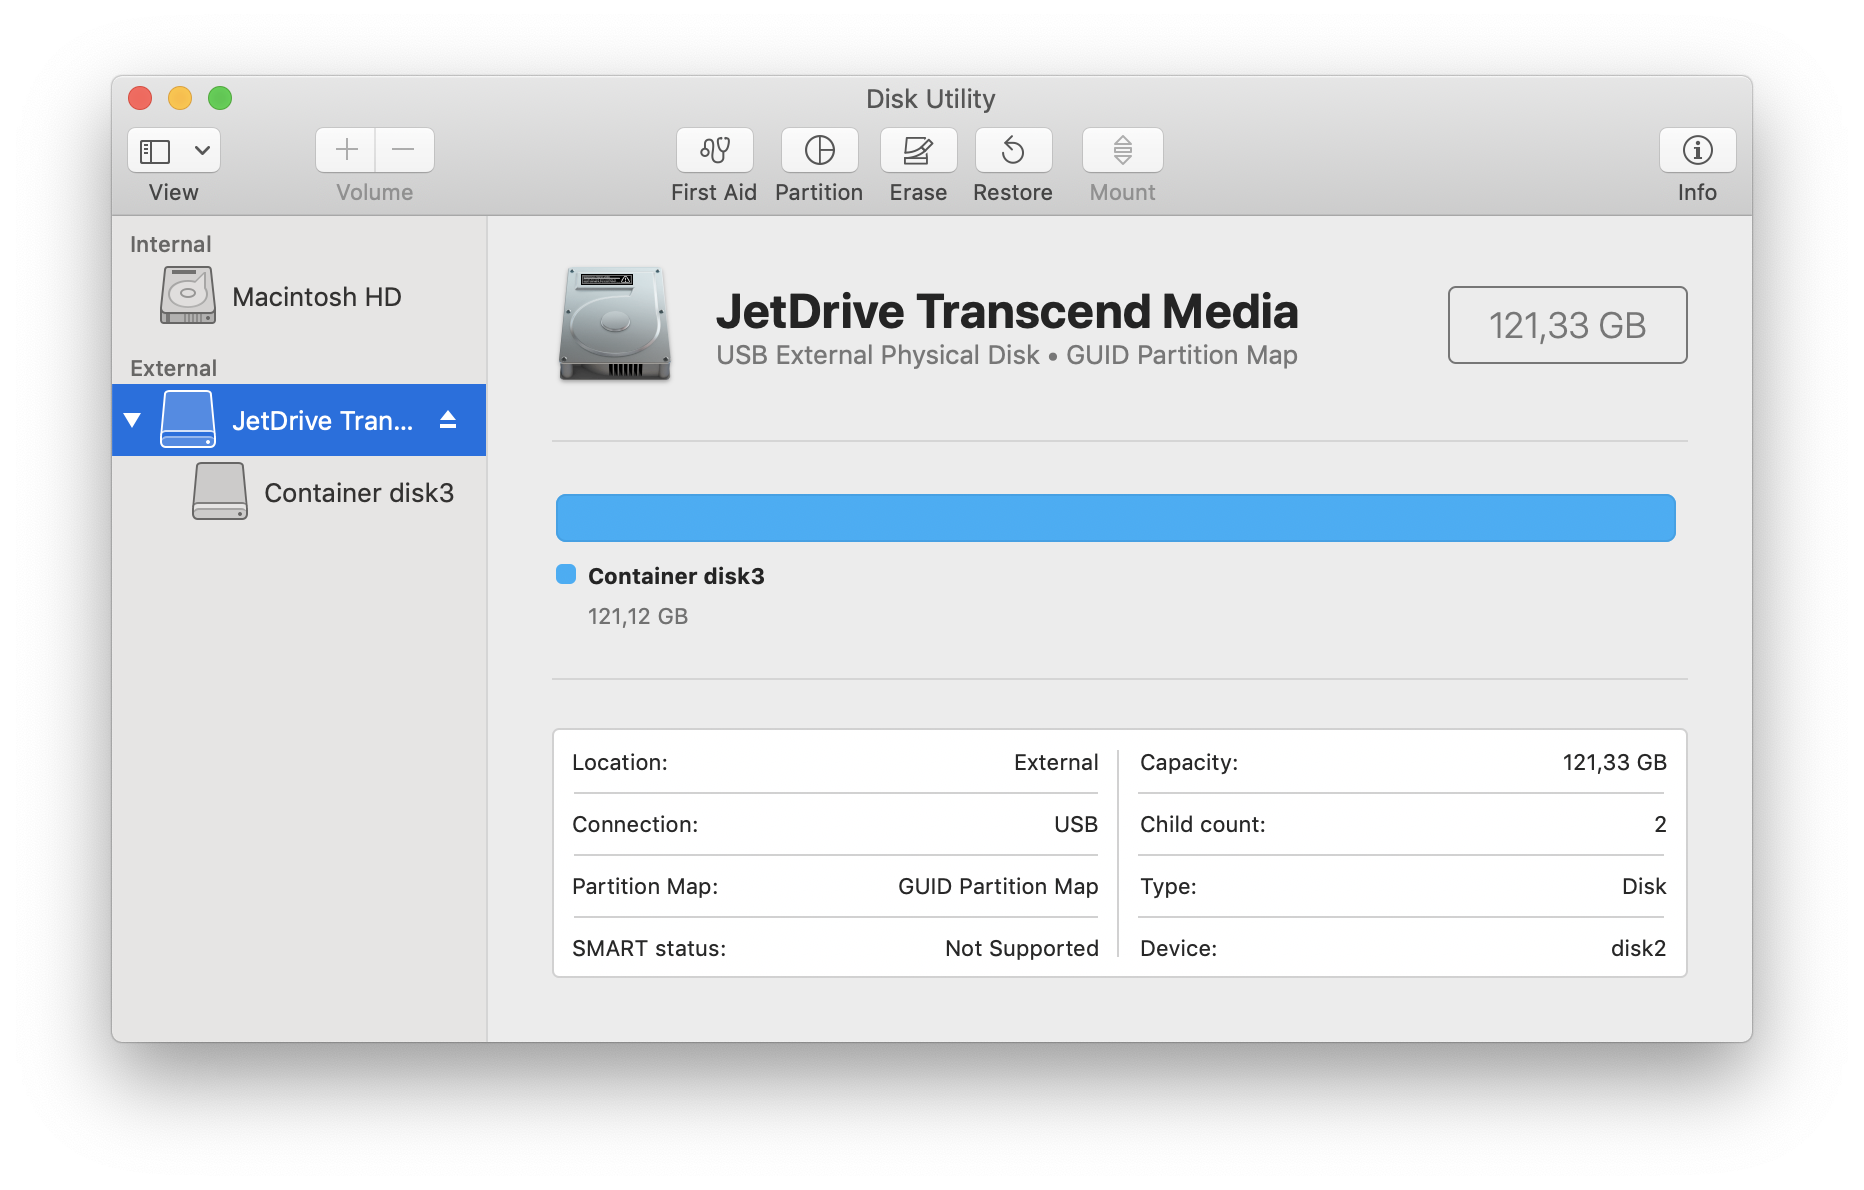 Disk Utility
View
Volume
First Aid
Partition
Erase
Restore
Mount
Info
Internal
Macintosh HD
External
JetDrive Tran...
Container disk3
JetDrive Transcend Media
USB External Physical Disk • GUID Partition Map
121,33 GB
Container disk3
121,12 GB
Location: External
Connection: USB
Partition Map: GUID Partition Map
SMART status: Not Supported
Capacity: 121,33 GB
Child count: 2
Type: Disk
Device: disk2